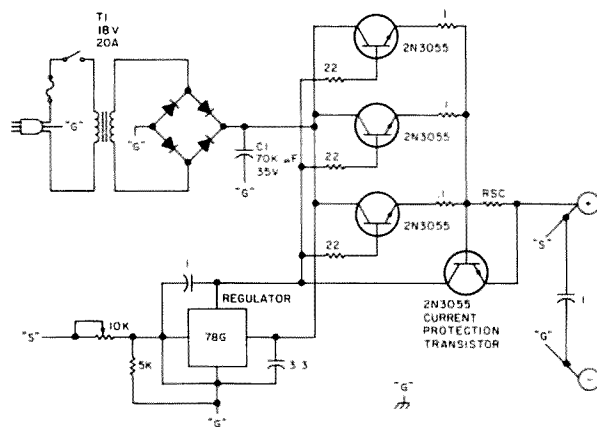 T1
18V
20A
"G"
"G"
C1
70K µF
35V
"G"
22
.1
2N3055
22
.1
2N3055
22
.1
2N3055
RSC
+
"S"
1
"G"
−
2N3055
CURRENT
PROTECTION
TRANSISTOR
1
REGULATOR
78G
"S"
10K
5K
3.3
"G"
"G"